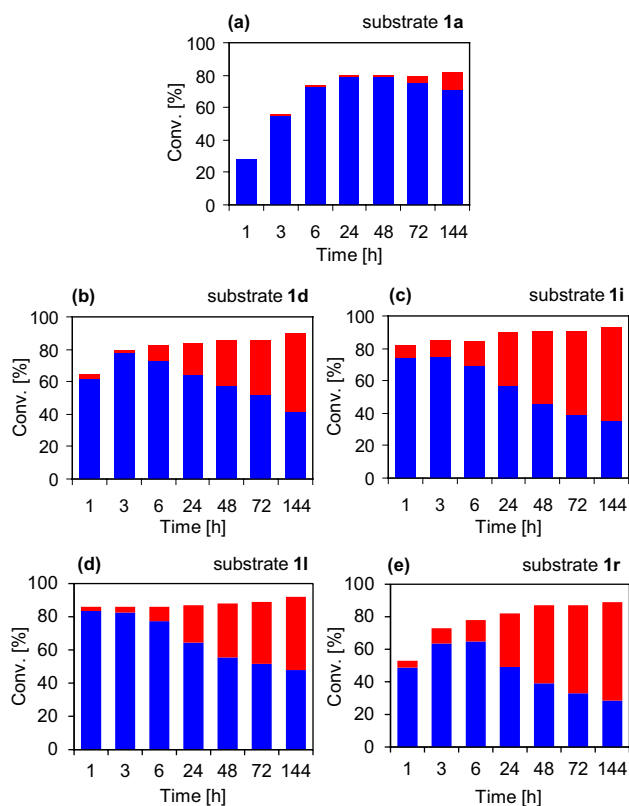 (a) substrate 1a
Conv. [%]
100
80
60
40
20
0
1 3 6 24 48 72 144
Time [h]
(b) substrate 1d
Conv. [%]
100
80
60
40
20
0
1 3 6 24 48 72 144
Time [h]
(c) substrate 1i
Conv. [%]
100
80
60
40
20
0
1 3 6 24 48 72 144
Time [h]
(d) substrate 1l
Conv. [%]
100
80
60
40
20
0
1 3 6 24 48 72 144
Time [h]
(e) substrate 1r
Conv. [%]
100
80
60
40
20
0
1 3 6 24 48 72 144
Time [h]